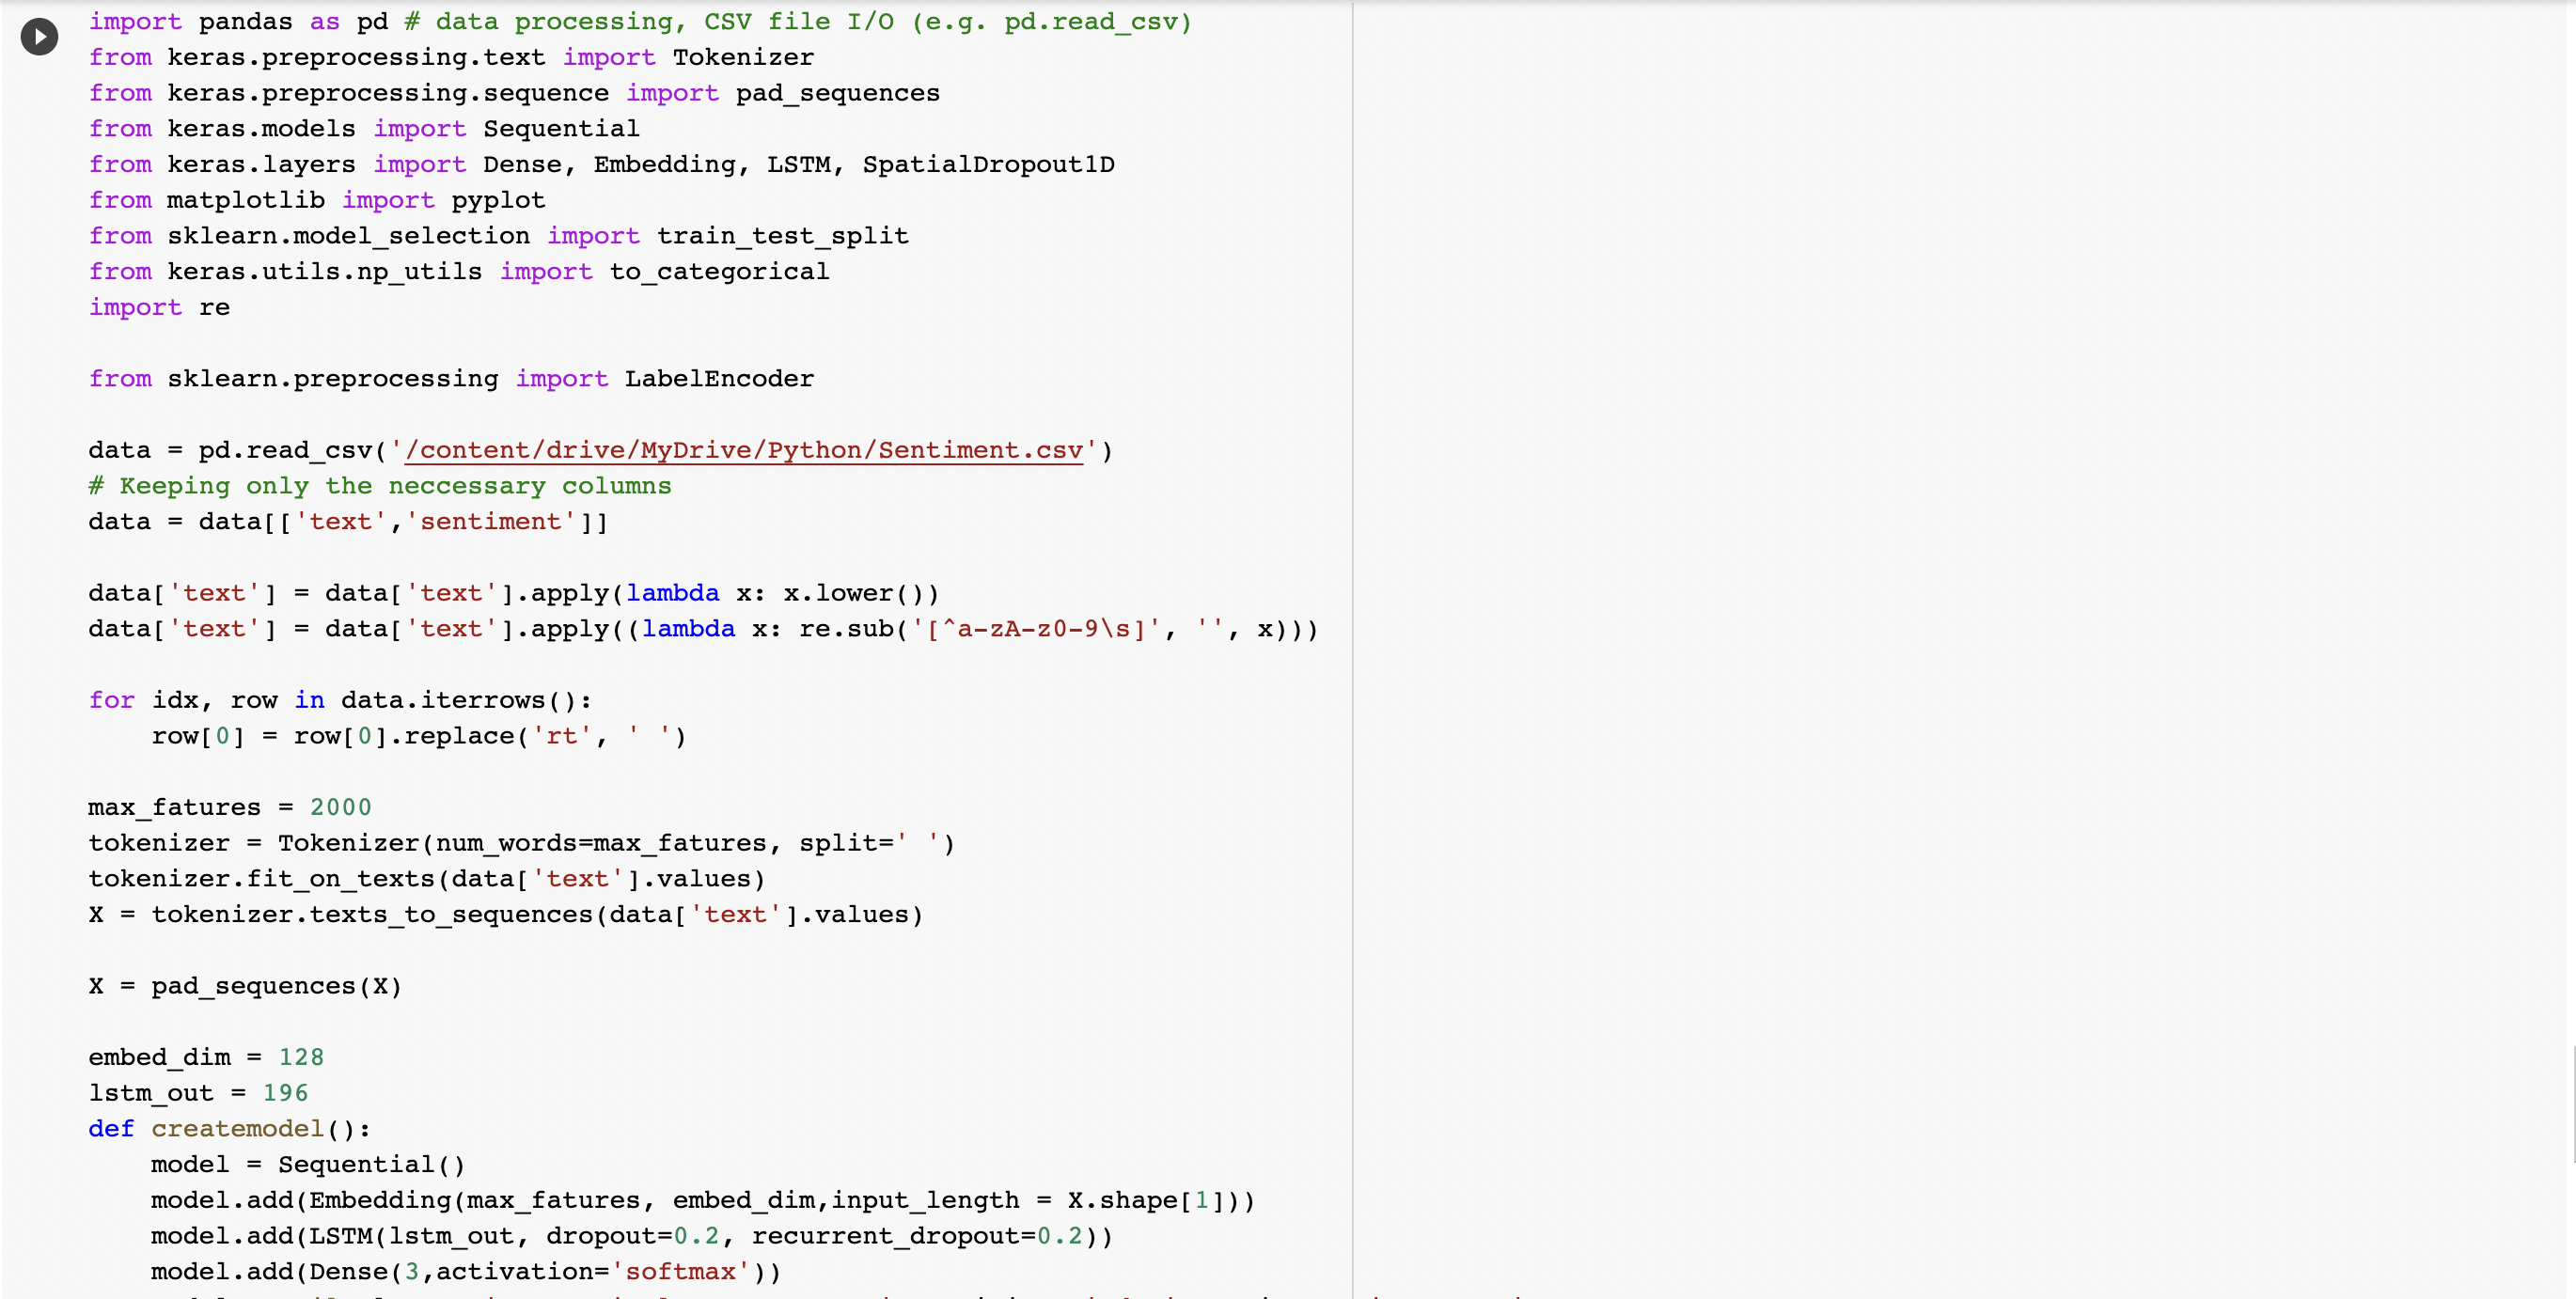 import pandas as pd # data processing, CSV file I/O (e.g. pd.read_csv)
from keras.preprocessing.text import Tokenizer
from keras.preprocessing.sequence import pad_sequences
from keras.models import Sequential
from keras.layers import Dense, Embedding, LSTM, SpatialDropout1D
from matplotlib import pyplot
from sklearn.model_selection import train_test_split
from keras.utils.np_utils import to_categorical
import re
from sklearn.preprocessing import LabelEncoder
data = pd.read_csv('/content/drive/MyDrive/Python/Sentiment.csv')
# Keeping only the neccessary columns
data = data[['text','sentiment']]
data['text'] = data['text'].apply(lambda x: x.lower())
data['text'] = data['text'].apply((lambda x: re.sub('[^a-zA-z0-9\s]', '', x)))
for idx, row in data.iterrows():
    row[0] = row[0].replace('rt', ' ')
max_fatures = 2000
tokenizer = Tokenizer(num_words=max_fatures, split=' ')
tokenizer.fit_on_texts(data['text'].values)
X = tokenizer.texts_to_sequences(data['text'].values)
X = pad_sequences(X)
embed_dim = 128
lstm_out = 196
def createmodel():
    model = Sequential()
    model.add(Embedding(max_fatures, embed_dim,input_length = X.shape[1]))
    model.add(LSTM(lstm_out, dropout=0.2, recurrent_dropout=0.2))
    model.add(Dense(3,activation='softmax'))